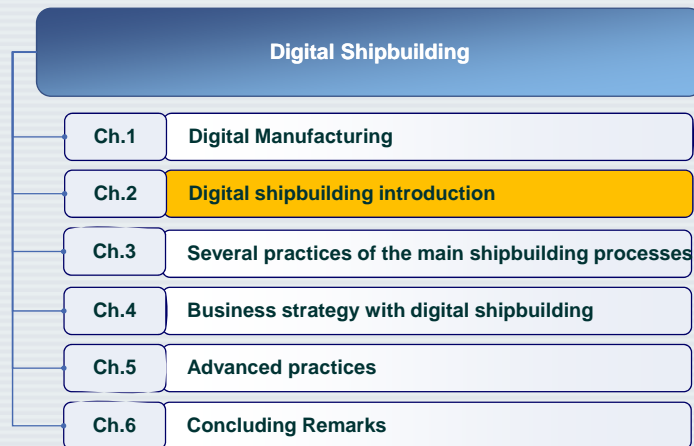 Digital Shipbuilding
Ch.1 Digital Manufacturing
Ch.2 Digital shipbuilding introduction
Ch.3 Several practices of the main shipbuilding processes
Ch.4 Business strategy with digital shipbuilding
Ch.5 Advanced practices
Ch.6 Concluding Remarks